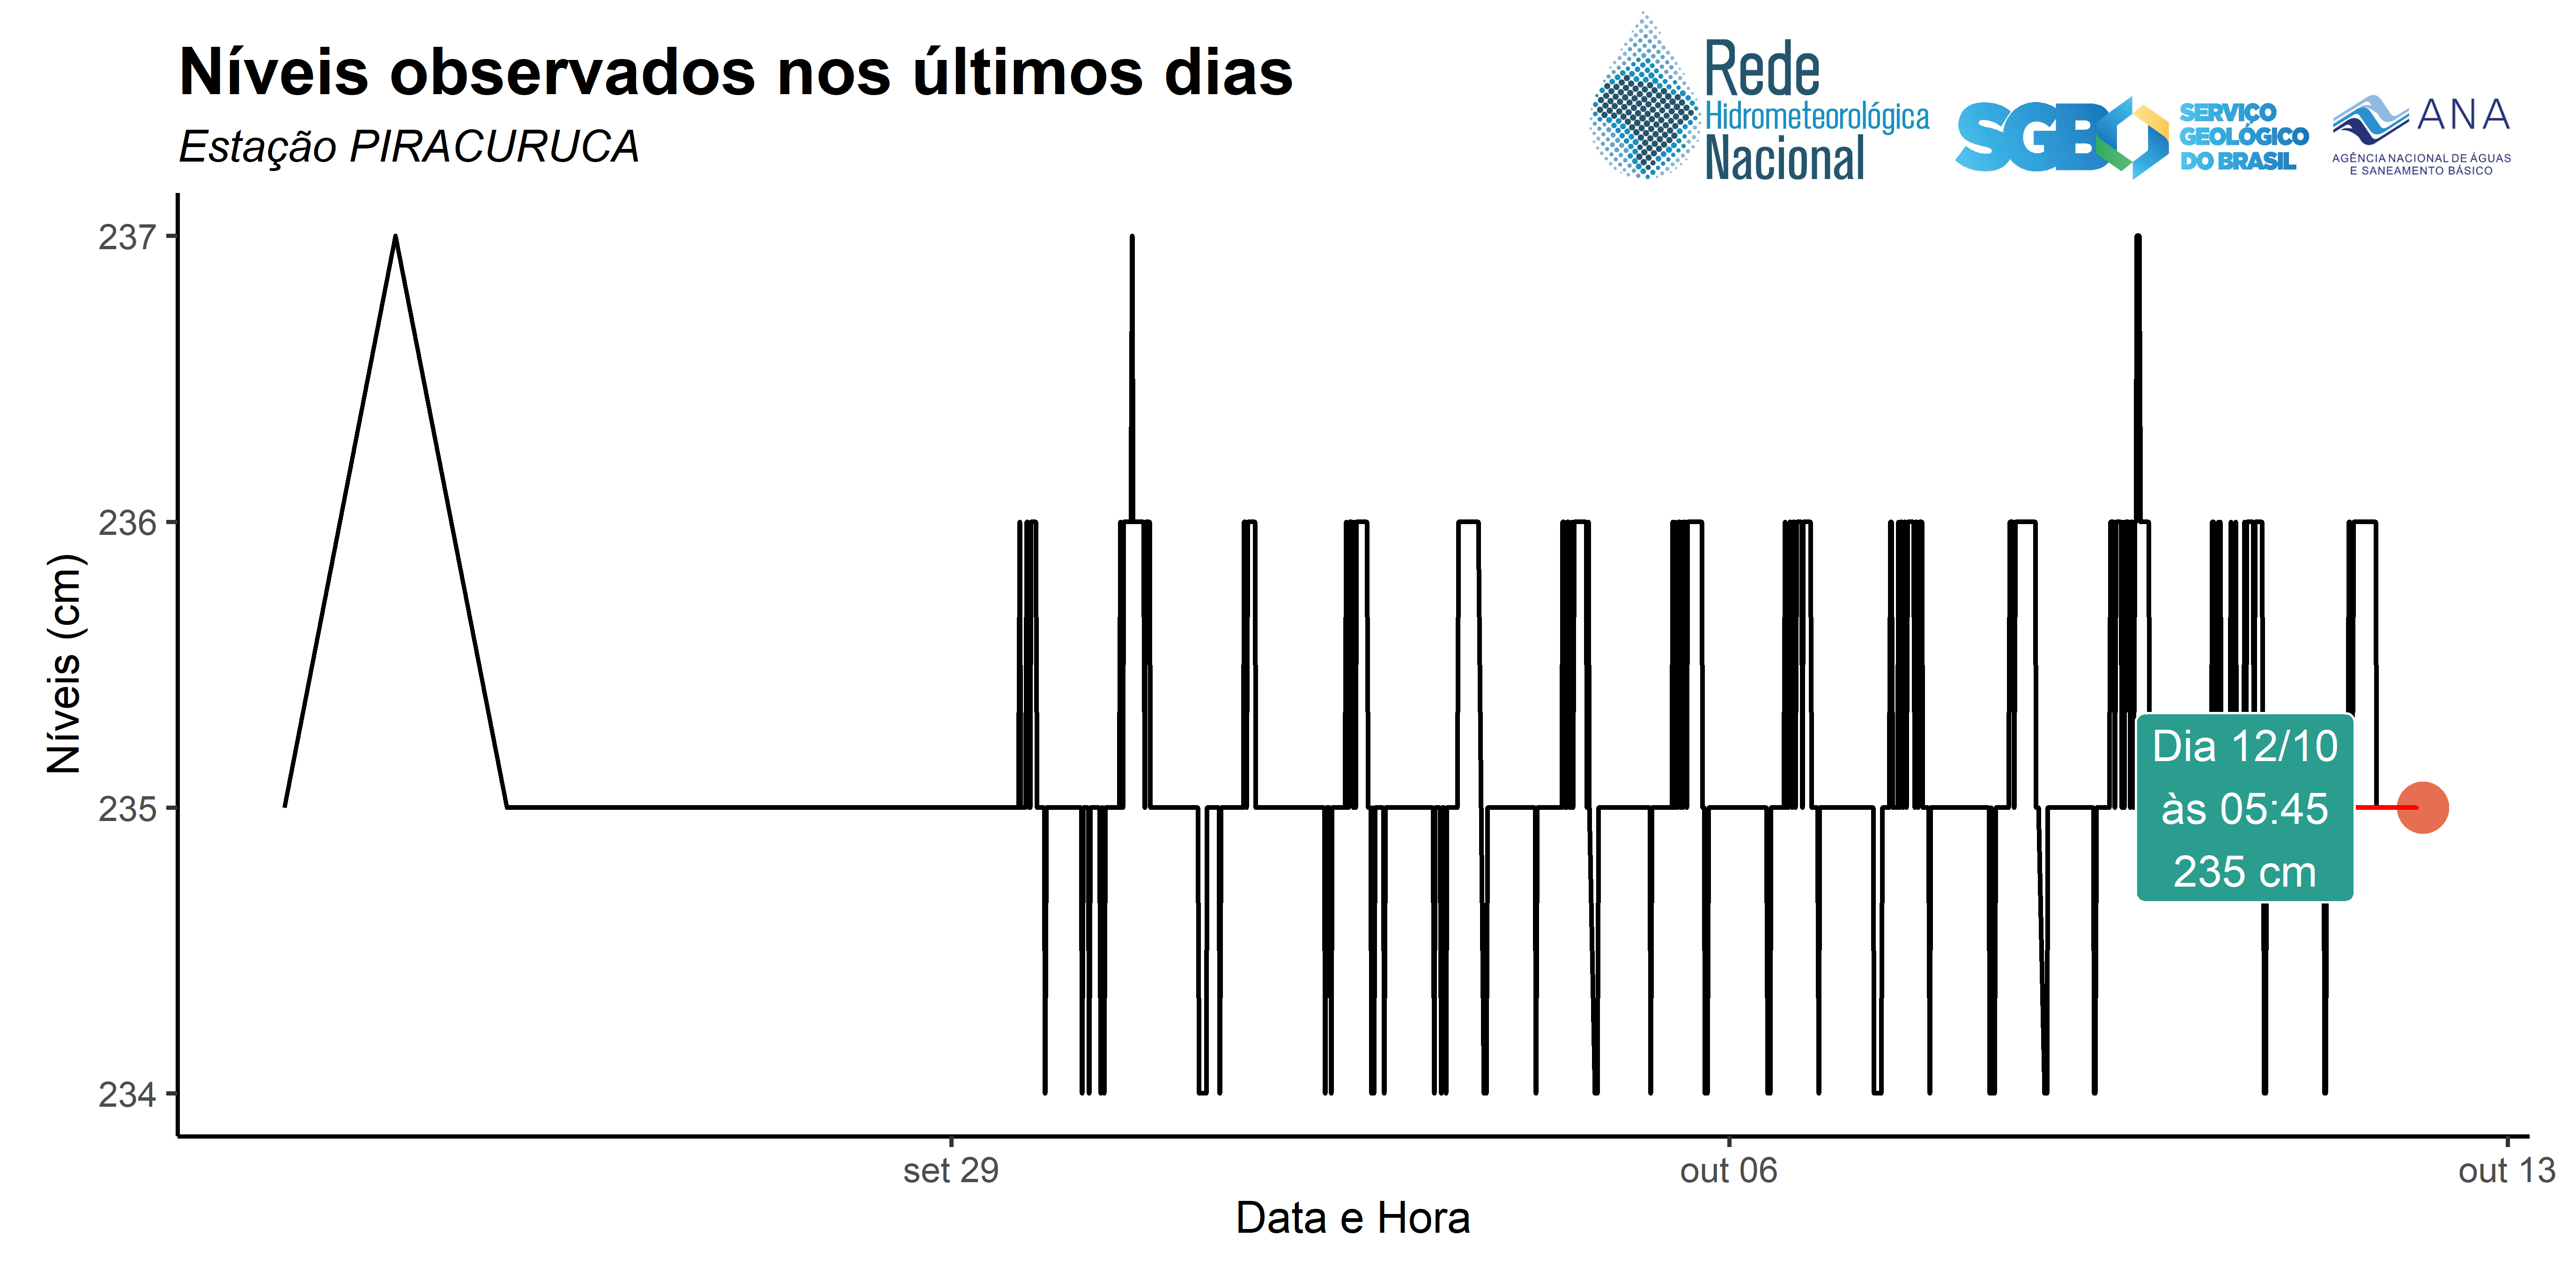 Níveis observados nos últimos dias
Estação PIRACURUCA
Rede
Hidrometeorológica
Nacional
SGB
SERVIÇO
GEOLÓGICO
DO BRASIL
ANA
AGÊNCIA NACIONAL DE ÁGUAS
E SANEAMENTO BÁSICO
Níveis (cm)
237
236
235
234
Dia 12/10
às 05:45
235 cm
set 29
out 06
out 13
Data e Hora